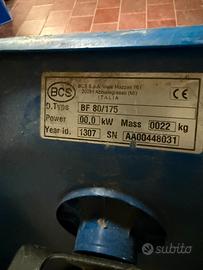 BCS
BCS S.p.A. Viale Mazzini 161
20081 Abbiategrasso (MI)
ITALIA
CE
D.Type BF 80/175
Power 00,0 kW Mass 0022 kg
Year id. 1307 SN AA00448031
subito